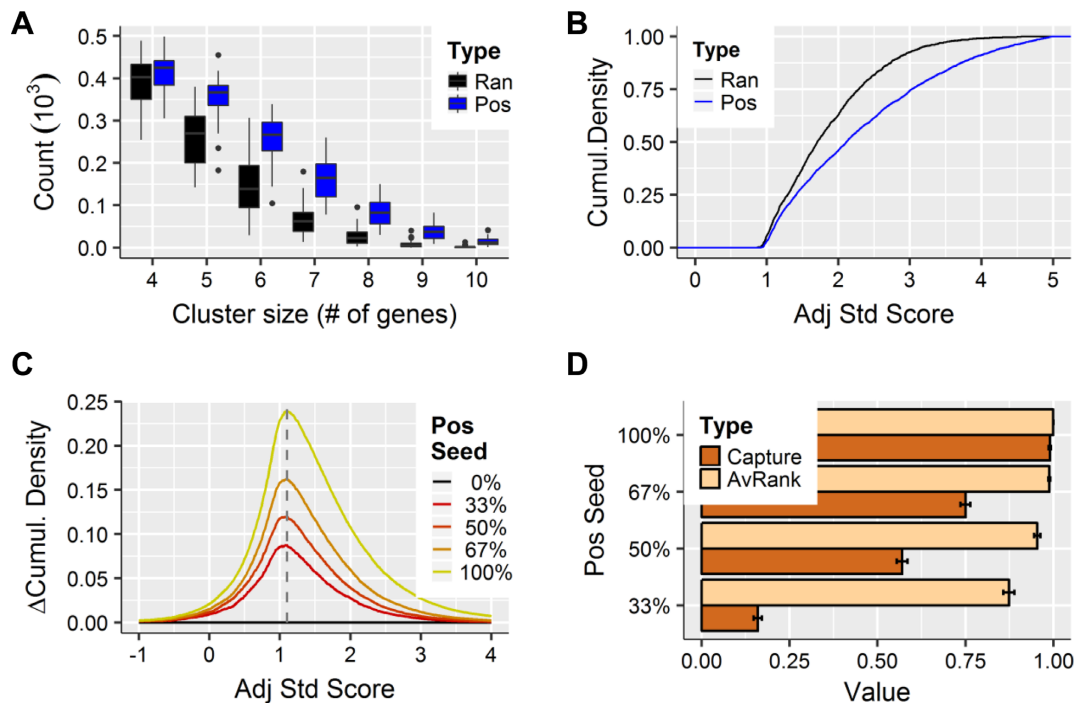 A
Count (10³)
0.5
0.4
0.3
0.2
0.1
0.0
4 5 6 7 8 9 10
Cluster size (# of genes)
Type
Ran
Pos
B
Cumul.Density
1.00
0.75
0.50
0.25
0.00
0 1 2 3 4 5
Adj Std Score
Type
Ran
Pos
C
ΔCumul. Density
0.25
0.20
0.15
0.10
0.05
0.00
-1 0 1 2 3 4
Adj Std Score
Pos
Seed
0%
33%
50%
67%
100%
D
Pos Seed
100%
67%
50%
33%
0.00 0.25 0.50 0.75 1.00
Value
Type
Capture
AvRank